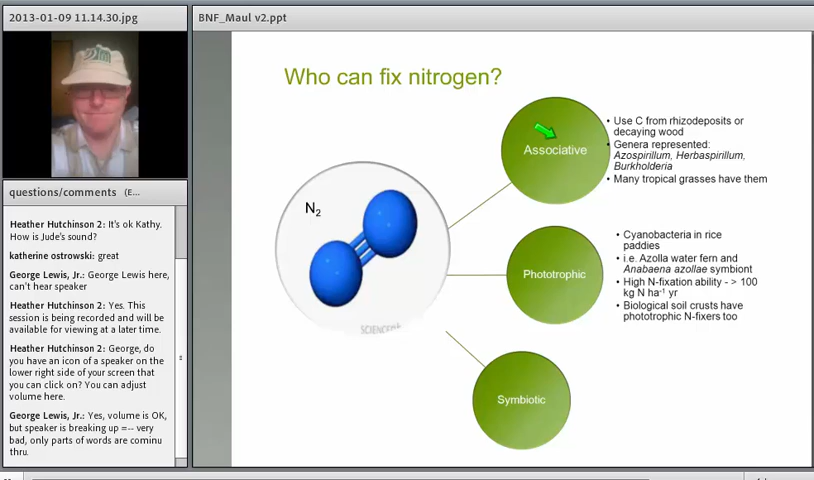 2013-01-09 11.14.30.jpg
BNF_Maul v2.ppt
questions/comments (E...
Heather Hutchinson 2: It's ok Kathy.
How is Jude's sound?
katherine ostrowski: great
George Lewis, Jr.: George Lewis here,
can't hear speaker
Heather Hutchinson 2: Yes. This
session is being recorded and will be
available for viewing at a later time.
Heather Hutchinson 2: George, do
you have an icon of a speaker on the
lower right side of your screen that
you can click on? You can adjust
volume here.
George Lewis, Jr.: Yes, volume is OK,
but speaker is breaking up =-- very
bad, only parts of words are cominu
thru.
Who can fix nitrogen?
N2
Associative
• Use C from rhizodeposits or
decaying wood
• Genera represented:
Azospirillum, Herbaspirillum,
Burkholderia
• Many tropical grasses have them
Phototrophic
• Cyanobacteria in rice
paddies
• i.e. Azolla water fern and
Anabaena azollae symbiont
• High N-fixation ability - > 100
kg N ha-1 yr
• Biological soil crusts have
phototrophic N-fixers too
Symbiotic